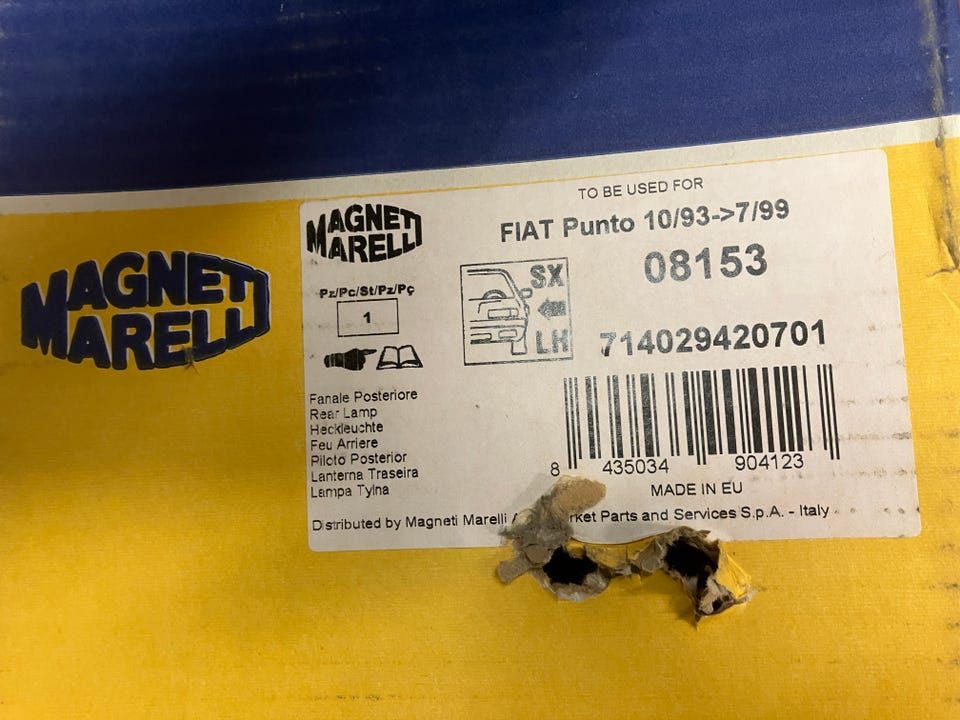 MAGNETI
MARELLI
MAGNETI
MARELLI
Pz/Pc/St/Pz/Pç
1
TO BE USED FOR
FIAT Punto 10/93->7/99
08153
SX
LH
714029420701
Fanale Posteriore
Rear Lamp
Heckleuchte
Feu Arriere
Piloto Posterior
Lanterna Traseira
Lampa Tylna
8 435034 904123
MADE IN EU
Distributed by Magneti Marelli Parts and Services S.p.A. - Italy